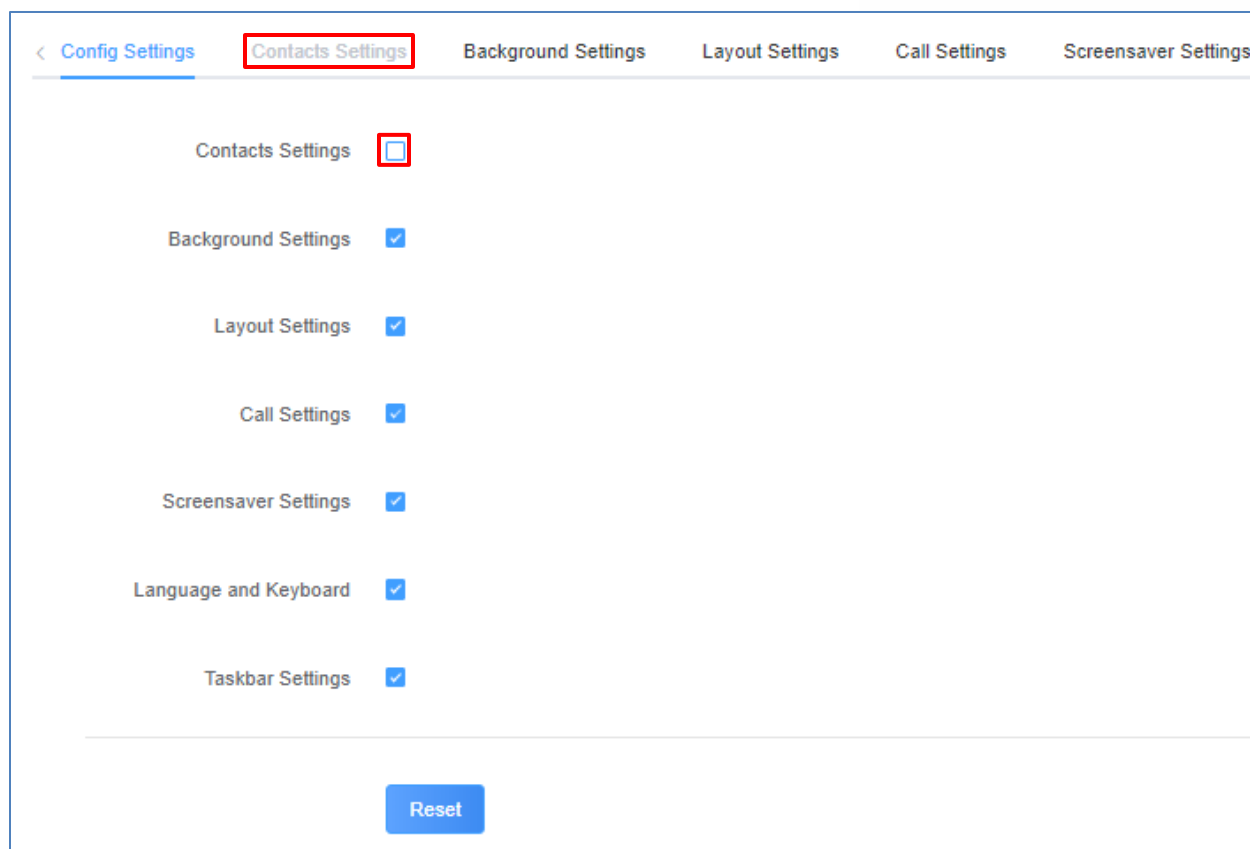 Config Settings Contacts Settings Background Settings Layout Settings Call Settings Screensaver Settings
Contacts Settings
Background Settings
Layout Settings
Call Settings
Screensaver Settings
Language and Keyboard
Taskbar Settings
Reset